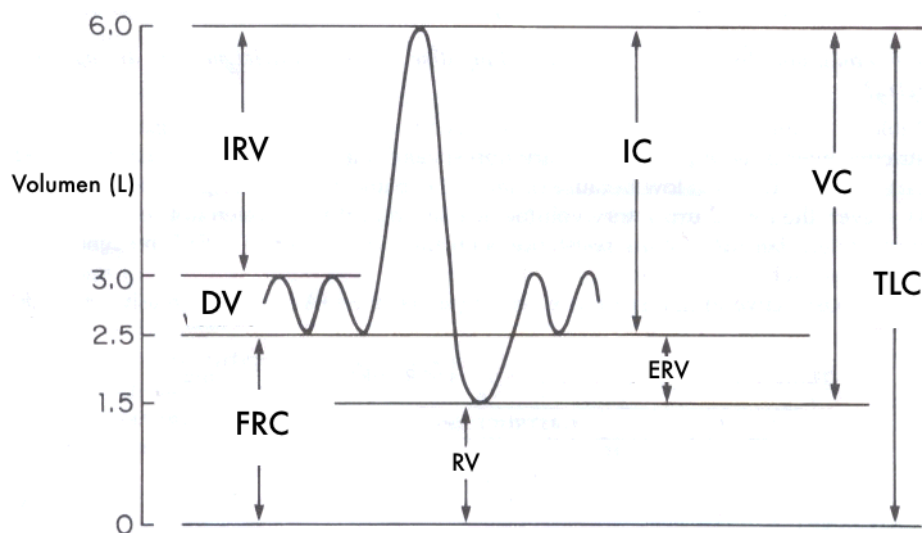 6.0
IRV
IC
Volumen (L)
VC
3.0
TLC
DV
2.5
ERV
1.5
FRC
RV
0